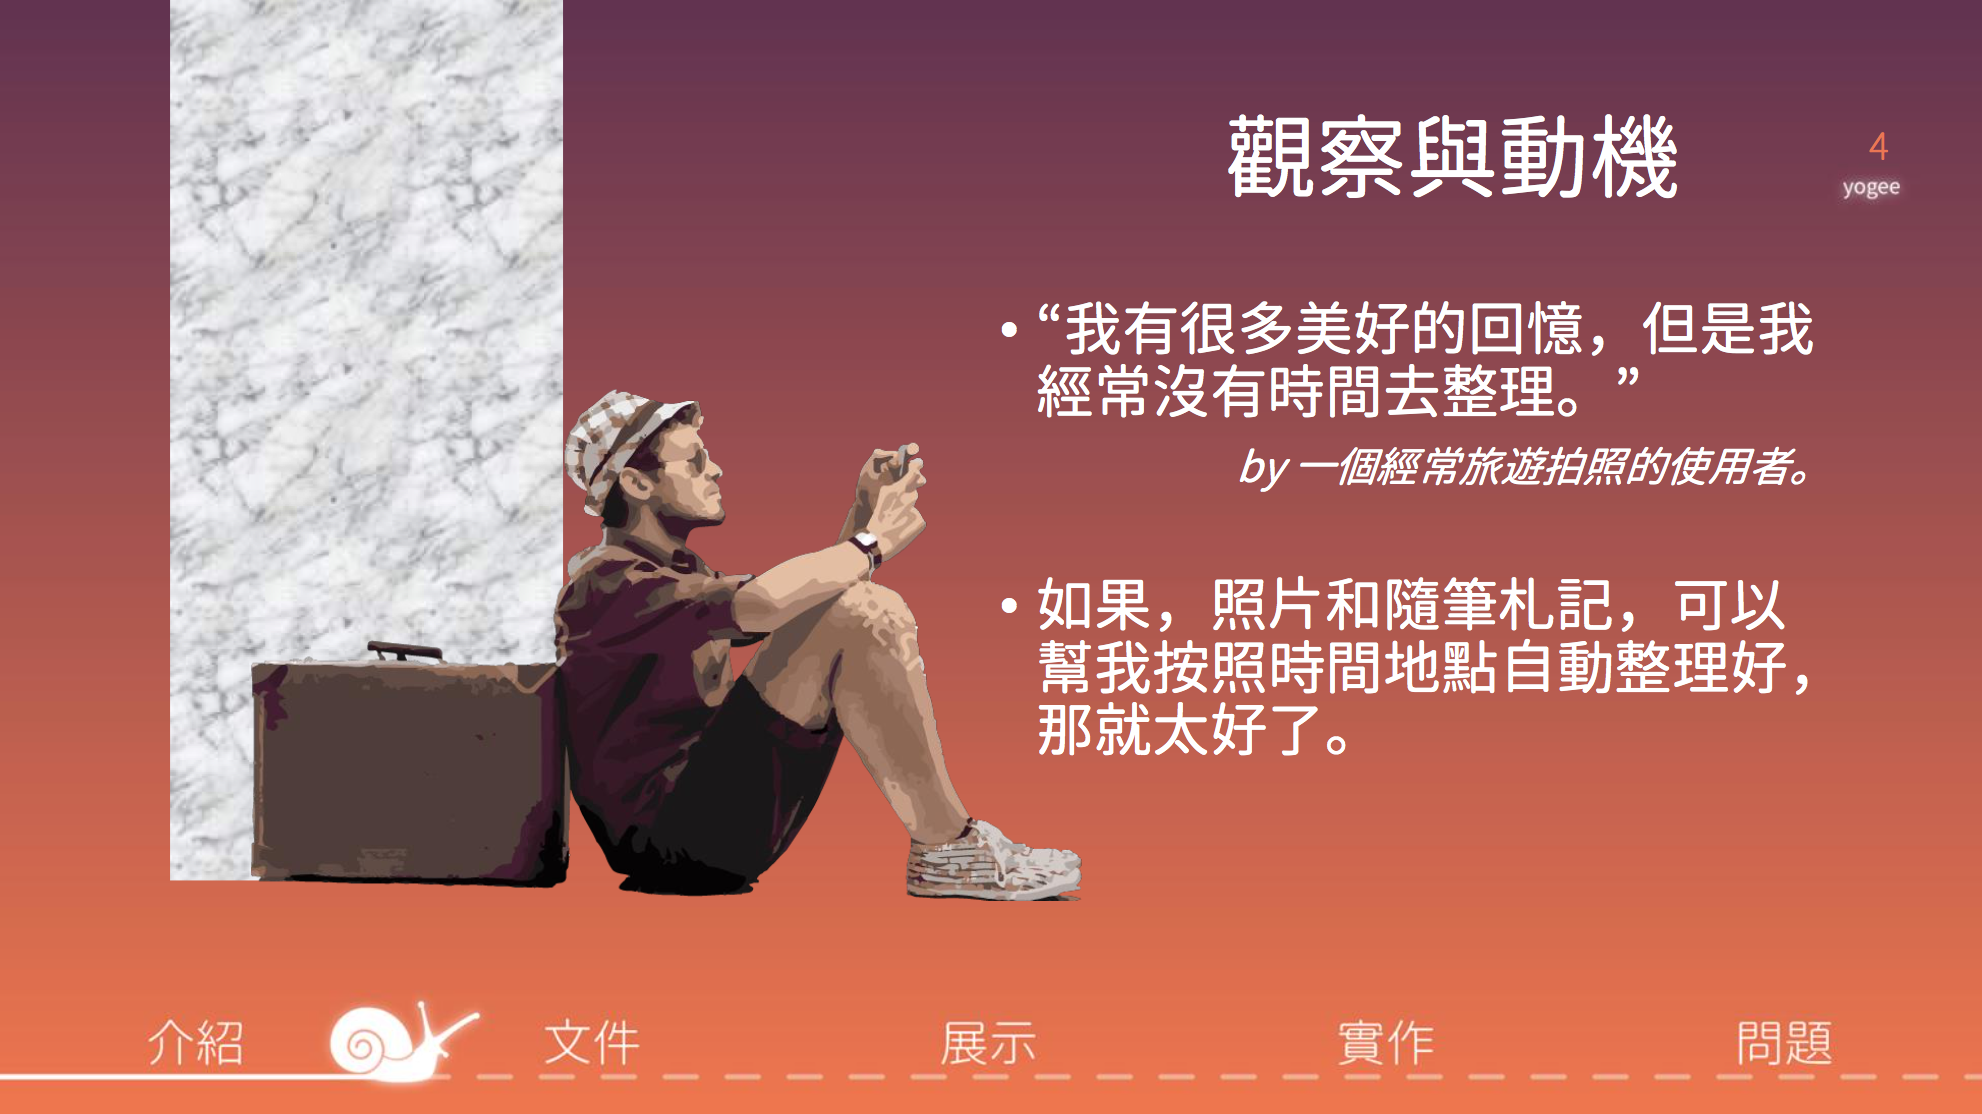 觀察與動機
4
yogee
• “我有很多美好的回憶，但是我
經常沒有時間去整理。”
by 一個經常旅遊拍照的使用者。
• 如果，照片和隨筆札記，可以
幫我按照時間地點自動整理好，
那就太好了。
介紹 文件 展示 實作 問題